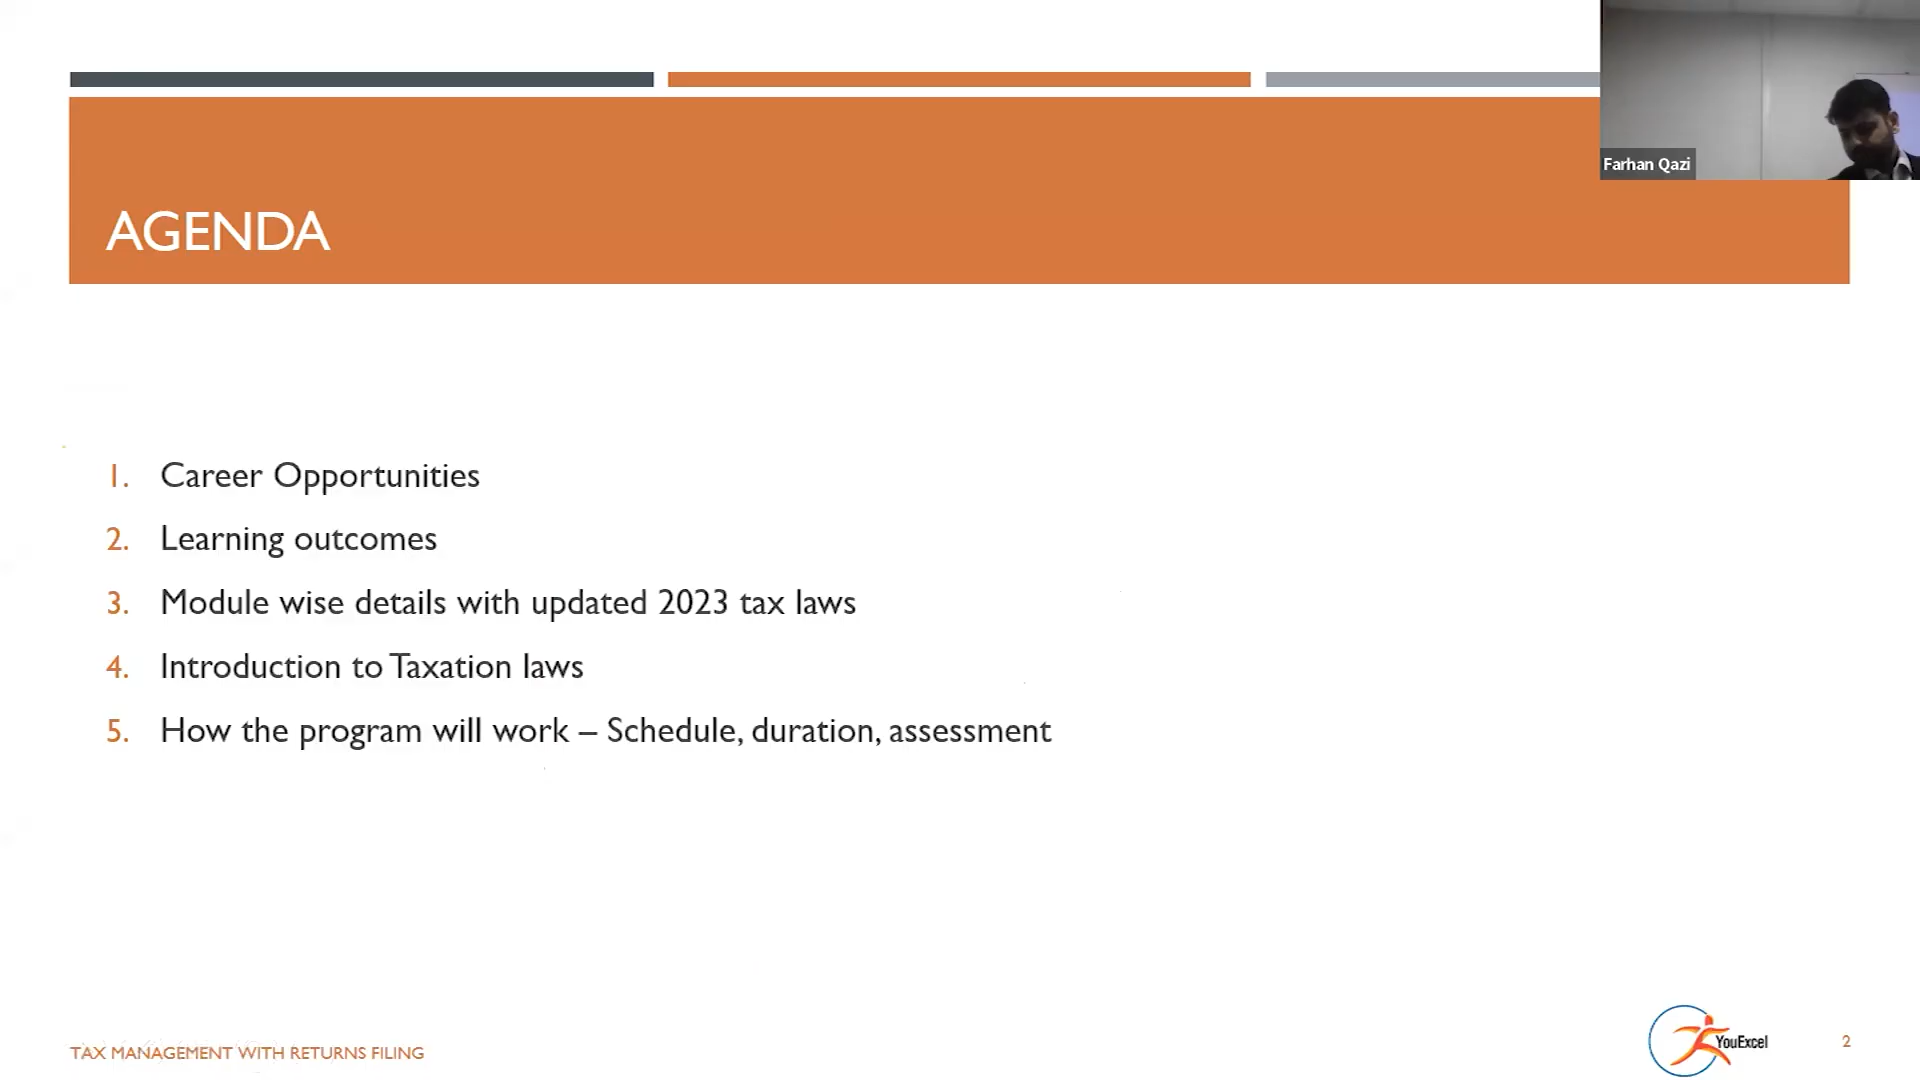 Farhan Qazi
AGENDA
1. Career Opportunities
2. Learning outcomes
3. Module wise details with updated 2023 tax laws
4. Introduction to Taxation laws
5. How the program will work – Schedule, duration, assessment
TAX MANAGEMENT WITH RETURNS FILING
YouExcel
2